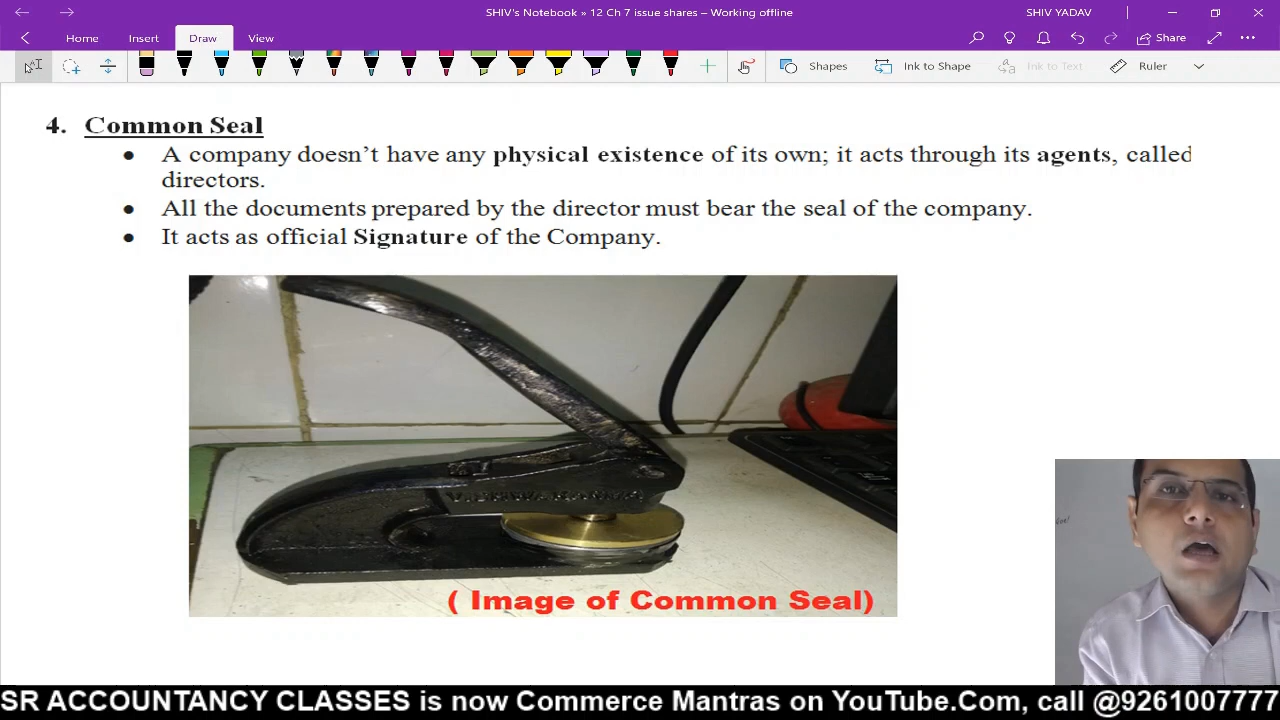 SHIV's Notebook » 12 Ch 7 issue shares – Working offline
SHIV YADAV
Home Insert Draw View
Share
Shapes Ink to Shape Ink to Text Ruler
4. Common Seal
● A company doesn't have any physical existence of its own; it acts through its agents, called
directors.
● All the documents prepared by the director must bear the seal of the company.
● It acts as official Signature of the Company.
( Image of Common Seal)
SR ACCOUNTANCY CLASSES is now Commerce Mantras on YouTube.Com, call @9261007777